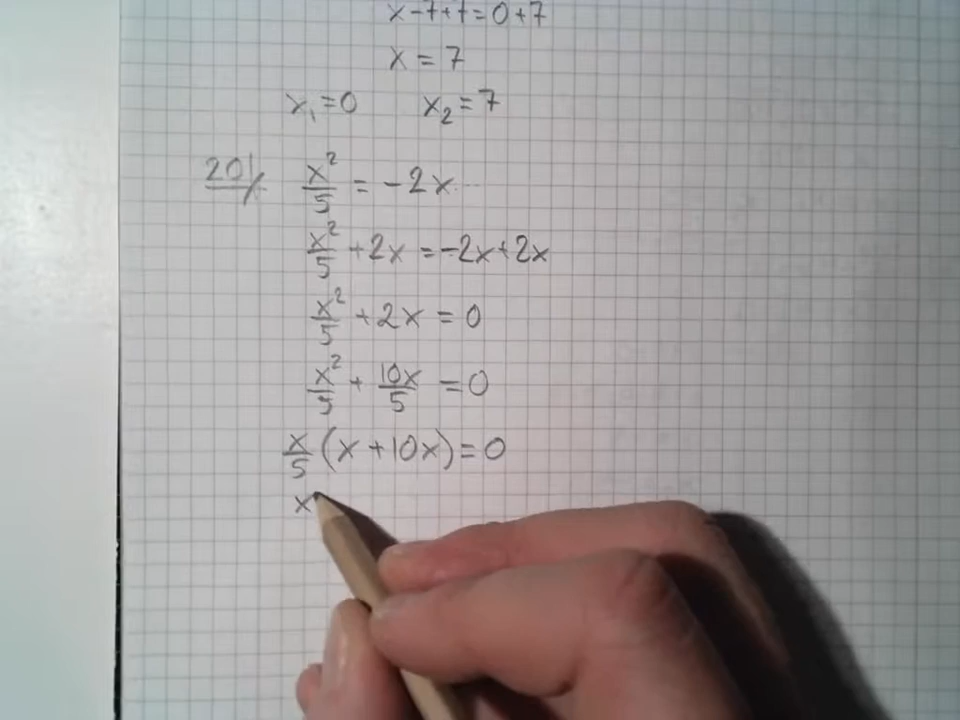 x-7+7=0+7
x = 7
x₁=0 x₂=7
20/ x²/5 = -2x
x²/5 +2x =-2x+2x
x²/5 +2x = 0
x²/5 + 10x/5 =0
x/5 (x+10x)=0
x